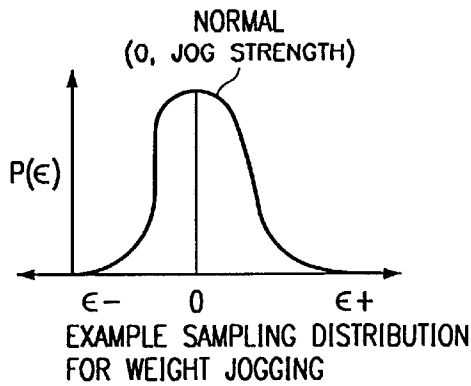 NORMAL
(0, JOG STRENGTH)
P(ϵ)
ϵ- 0 ϵ+
EXAMPLE SAMPLING DISTRIBUTION
FOR WEIGHT JOGGING